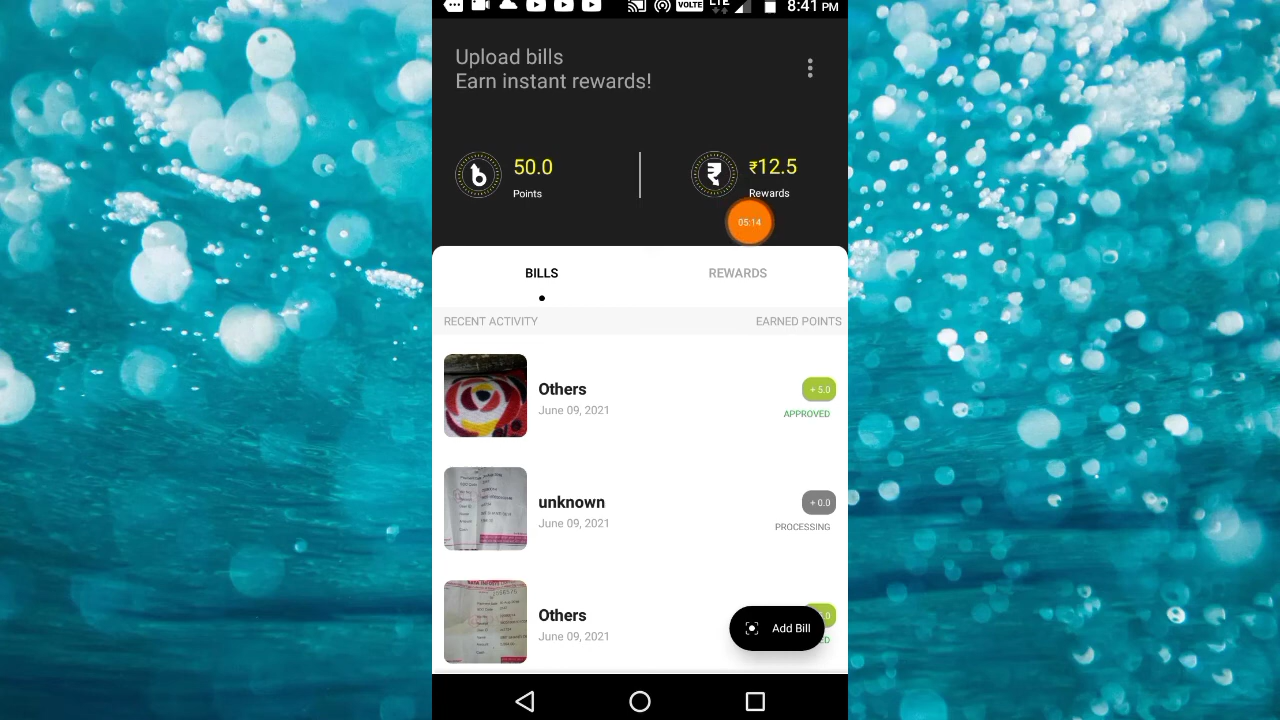 VOLTE LTE 8:41 PM
Upload bills
Earn instant rewards!
50.0
Points
₹12.5
Rewards
05:14
BILLS REWARDS
RECENT ACTIVITY EARNED POINTS
Others
June 09, 2021
+ 5.0
APPROVED
unknown
June 09, 2021
+ 0.0
PROCESSING
Others
June 09, 2021
Add Bill